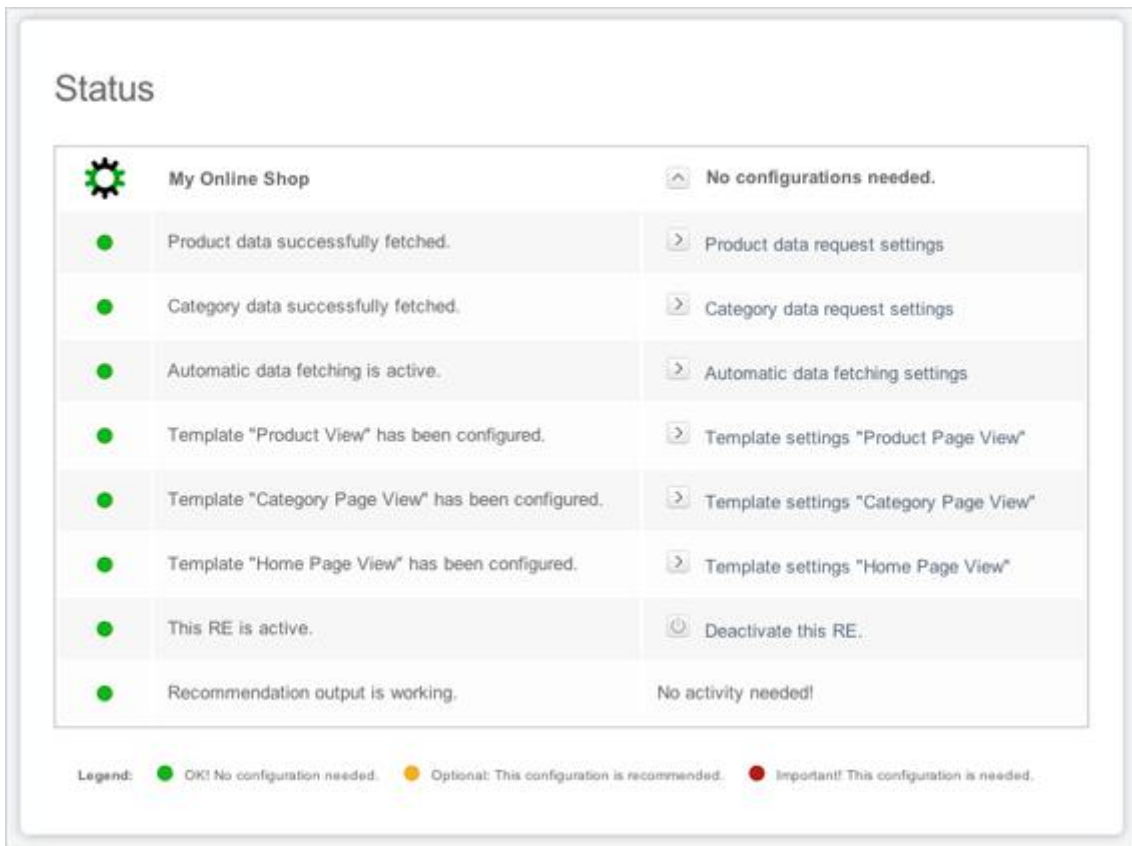 Status
My Online Shop No configurations needed.
Product data successfully fetched. Product data request settings
Category data successfully fetched. Category data request settings
Automatic data fetching is active. Automatic data fetching settings
Template "Product View" has been configured. Template settings "Product Page View"
Template "Category Page View" has been configured. Template settings "Category Page View"
Template "Home Page View" has been configured. Template settings "Home Page View"
This RE is active. Deactivate this RE.
Recommendation output is working. No activity needed!
Legend: OK! No configuration needed. Optional: This configuration is recommended. Important! This configuration is needed.